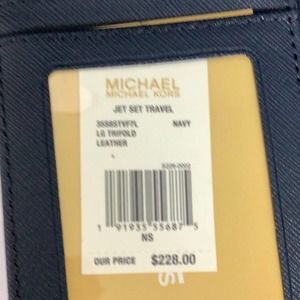 MICHAEL
MICHAEL KORS
JET SET TRAVEL
35S8STVF7L NAVY
LG TRIFOLD
LEATHER
1 91935 55687 5
NS
OUR PRICE $228.00